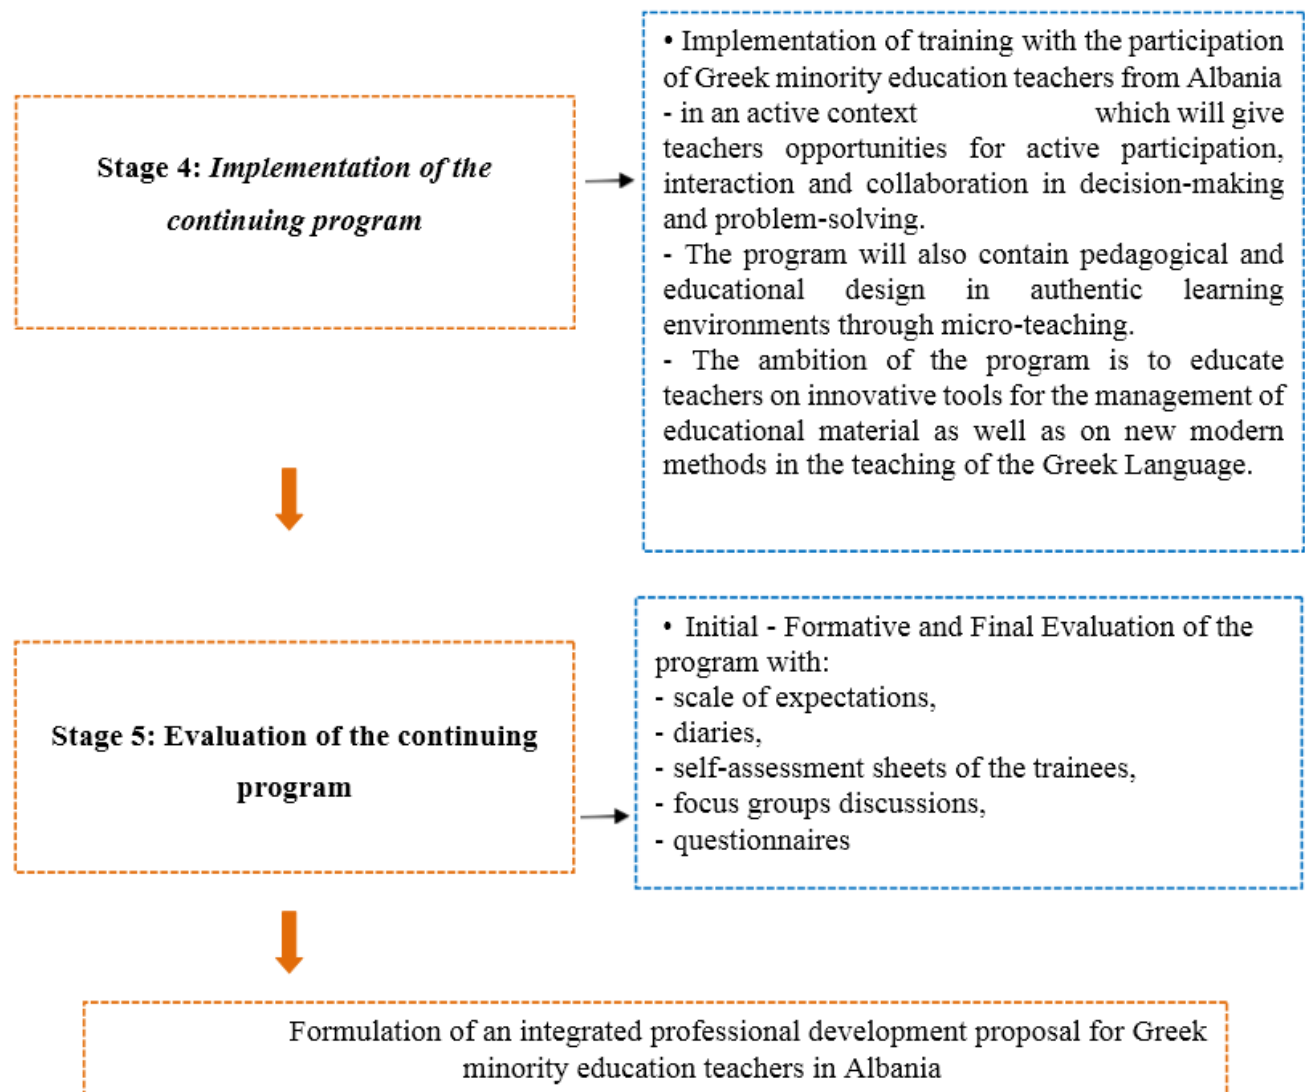 Stage 4: Implementation of the
continuing program
• Implementation of training with the participation
of Greek minority education teachers from Albania
- in an active context which will give
teachers opportunities for active participation,
interaction and collaboration in decision-making
and problem-solving.
- The program will also contain pedagogical and
educational design in authentic learning
environments through micro-teaching.
- The ambition of the program is to educate
teachers on innovative tools for the management of
educational material as well as on new modern
methods in the teaching of the Greek Language.
Stage 5: Evaluation of the continuing
program
• Initial - Formative and Final Evaluation of the
program with:
- scale of expectations,
- diaries,
- self-assessment sheets of the trainees,
- focus groups discussions,
- questionnaires
Formulation of an integrated professional development proposal for Greek
minority education teachers in Albania